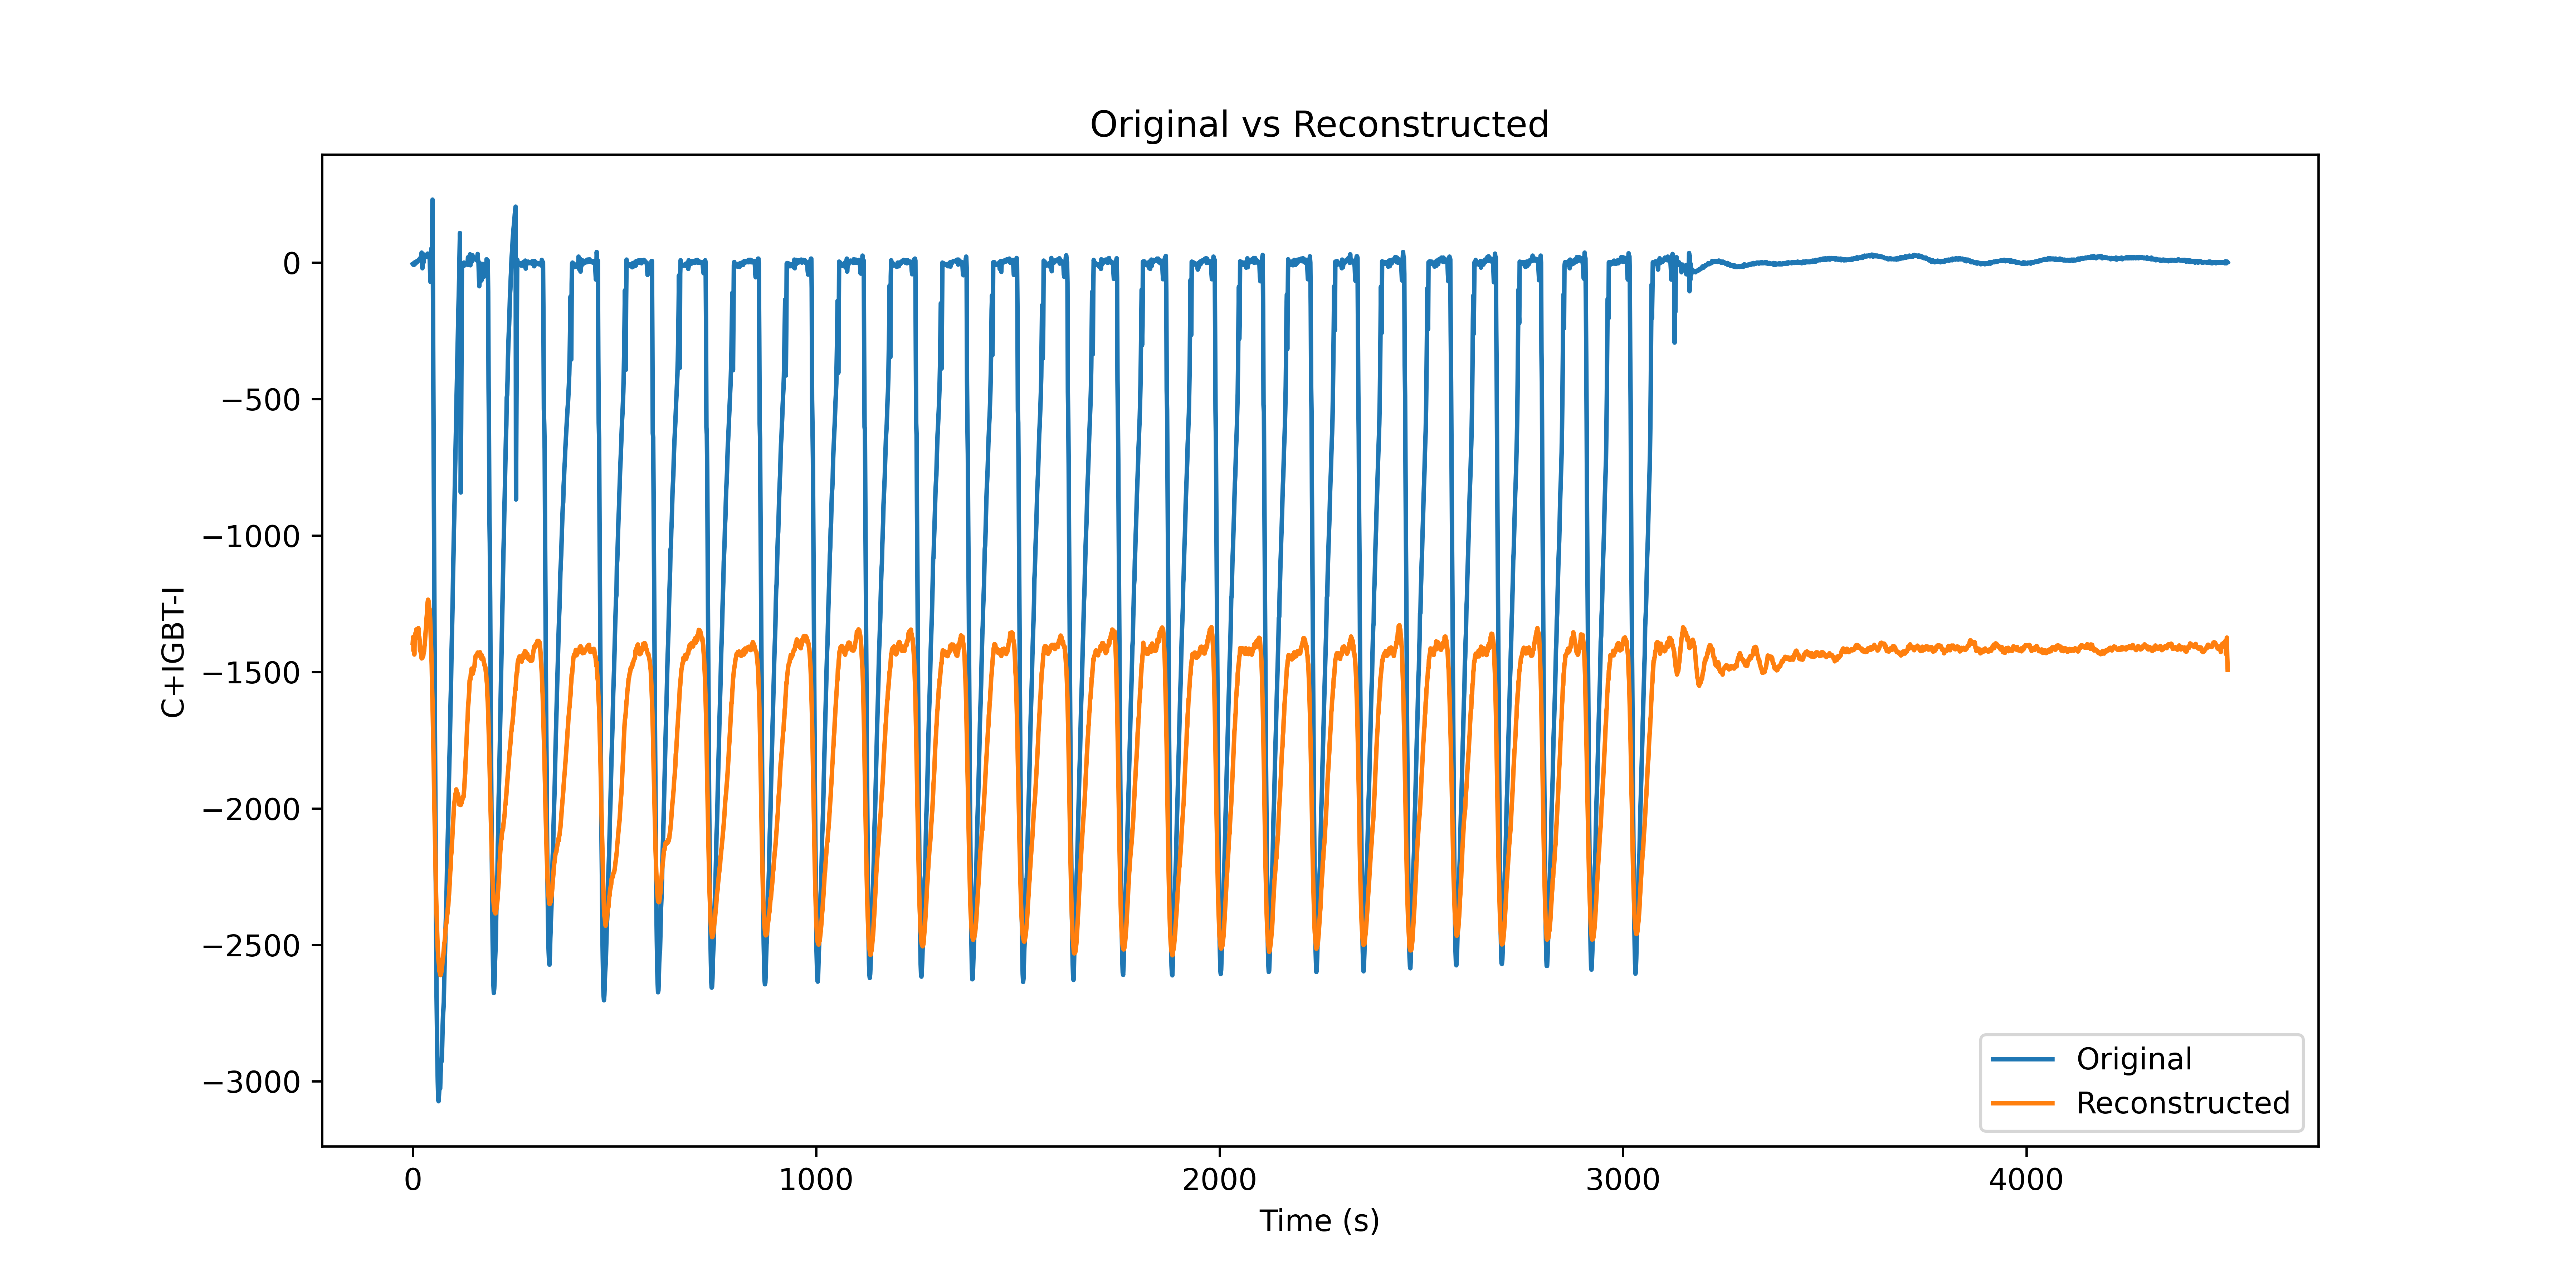 Original vs Reconstructed
C+IGBT-I
0
−500
−1000
−1500
−2000
−2500
−3000
0 1000 2000 3000 4000
Time (s)
Original
Reconstructed